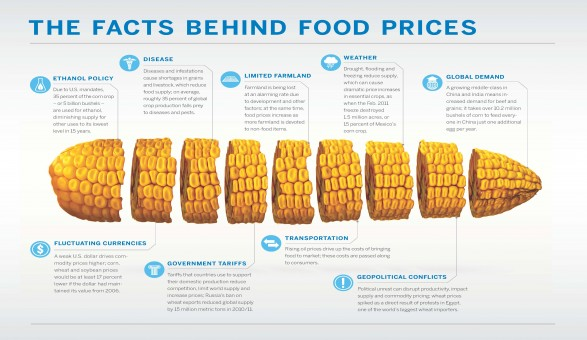 THE FACTS BEHIND FOOD PRICES
ETHANOL POLICY
Due to U.S. mandates,
35 percent of the corn crop
– or 5 billion bushels –
are used for ethanol,
diminishing supply for
other uses to its lowest
level in 15 years.
DISEASE
Diseases and infestations
cause shortages in grains
and livestock, which reduce
food supply; on average,
roughly 35 percent of global
crop production falls prey
to diseases and pests.
LIMITED FARMLAND
Farmland is being lost
at an alarming rate due
to development and other
factors; at the same time,
food prices increase as
more farmland is devoted
to non-food items.
WEATHER
Drought, flooding and
freezing reduce supply,
which can cause
dramatic price increases
in essential crops, as
when the Feb. 2011
freeze destroyed
1.5 million acres, or
15 percent of Mexico's
corn crop.
GLOBAL DEMAND
A growing middle-class in
China and India means in-
creased demand for beef and
grains. It takes over 10.2 million
bushels of corn to feed every-
one in China just one additional
egg per year.
FLUCTUATING CURRENCIES
A weak U.S. dollar drives com-
modity prices higher; corn,
wheat and soybean prices
would be at least 17 percent
lower if the dollar had main-
tained its value from 2006.
GOVERNMENT TARIFFS
Tariffs that countries use to support
their domestic production reduce
competition, limit world supply and
increase prices; Russia's ban on
wheat exports reduced global supply
by 15 million metric tons in 2010/11.
TRANSPORTATION
Rising oil prices drive up the costs of bringing
food to market; those costs are passed along
to consumers.
GEOPOLITICAL CONFLICTS
Political unrest can disrupt productivity, impact
supply and commodity pricing; wheat prices
spiked as a direct result of protests in Egypt,
one of the world's biggest wheat importers.